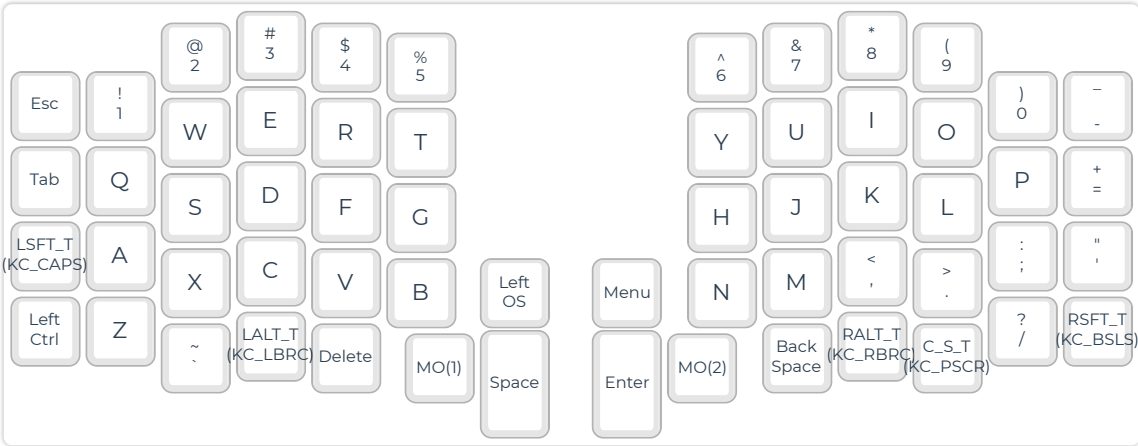 Esc
!
1
@
2
#
3
$
4
%
5
^
6
&
7
*
8
(
9
)
0
_
-
Tab
Q
W
E
R
T
Y
U
I
O
P
+
=
LSFT_T
(KC_CAPS)
A
S
D
F
G
H
J
K
L
:
;
"
'
Left
Ctrl
Z
X
C
V
B
Left
OS
Menu
N
M
<
,
>
.
?
/
RSFT_T
(KC_BSLS)
~
`
LALT_T
(KC_LBRC)
Delete
MO(1)
Space
Enter
MO(2)
Back
Space
RALT_T
(KC_RBRC)
C_S_T
(KC_PSCR)